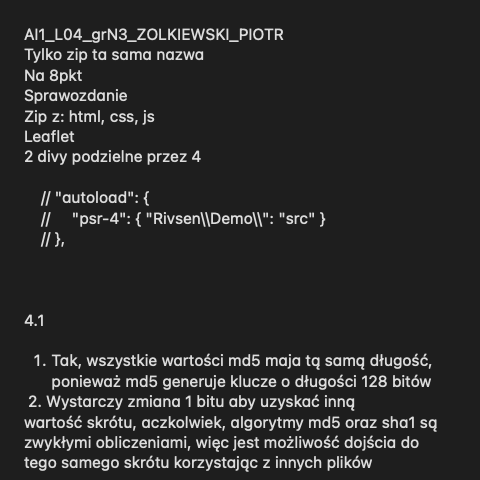 AI1_L04_grN3_ZOLKIEWSKI_PIOTR
Tylko zip ta sama nazwa
Na 8pkt
Sprawozdanie
Zip z: html, css, js
Leaflet
2 divy podzielne przez 4
// "autoload": {
//     "psr-4": { "Rivsen\\Demo\\": "src" }
// },
4.1
1. Tak, wszystkie wartości md5 maja tą samą długość,
ponieważ md5 generuje klucze o długości 128 bitów
2. Wystarczy zmiana 1 bitu aby uzyskać inną
wartość skrótu, aczkolwiek, algorytmy md5 oraz sha1 są
zwykłymi obliczeniami, więc jest możliwość dojścia do
tego samego skrótu korzystając z innych plików